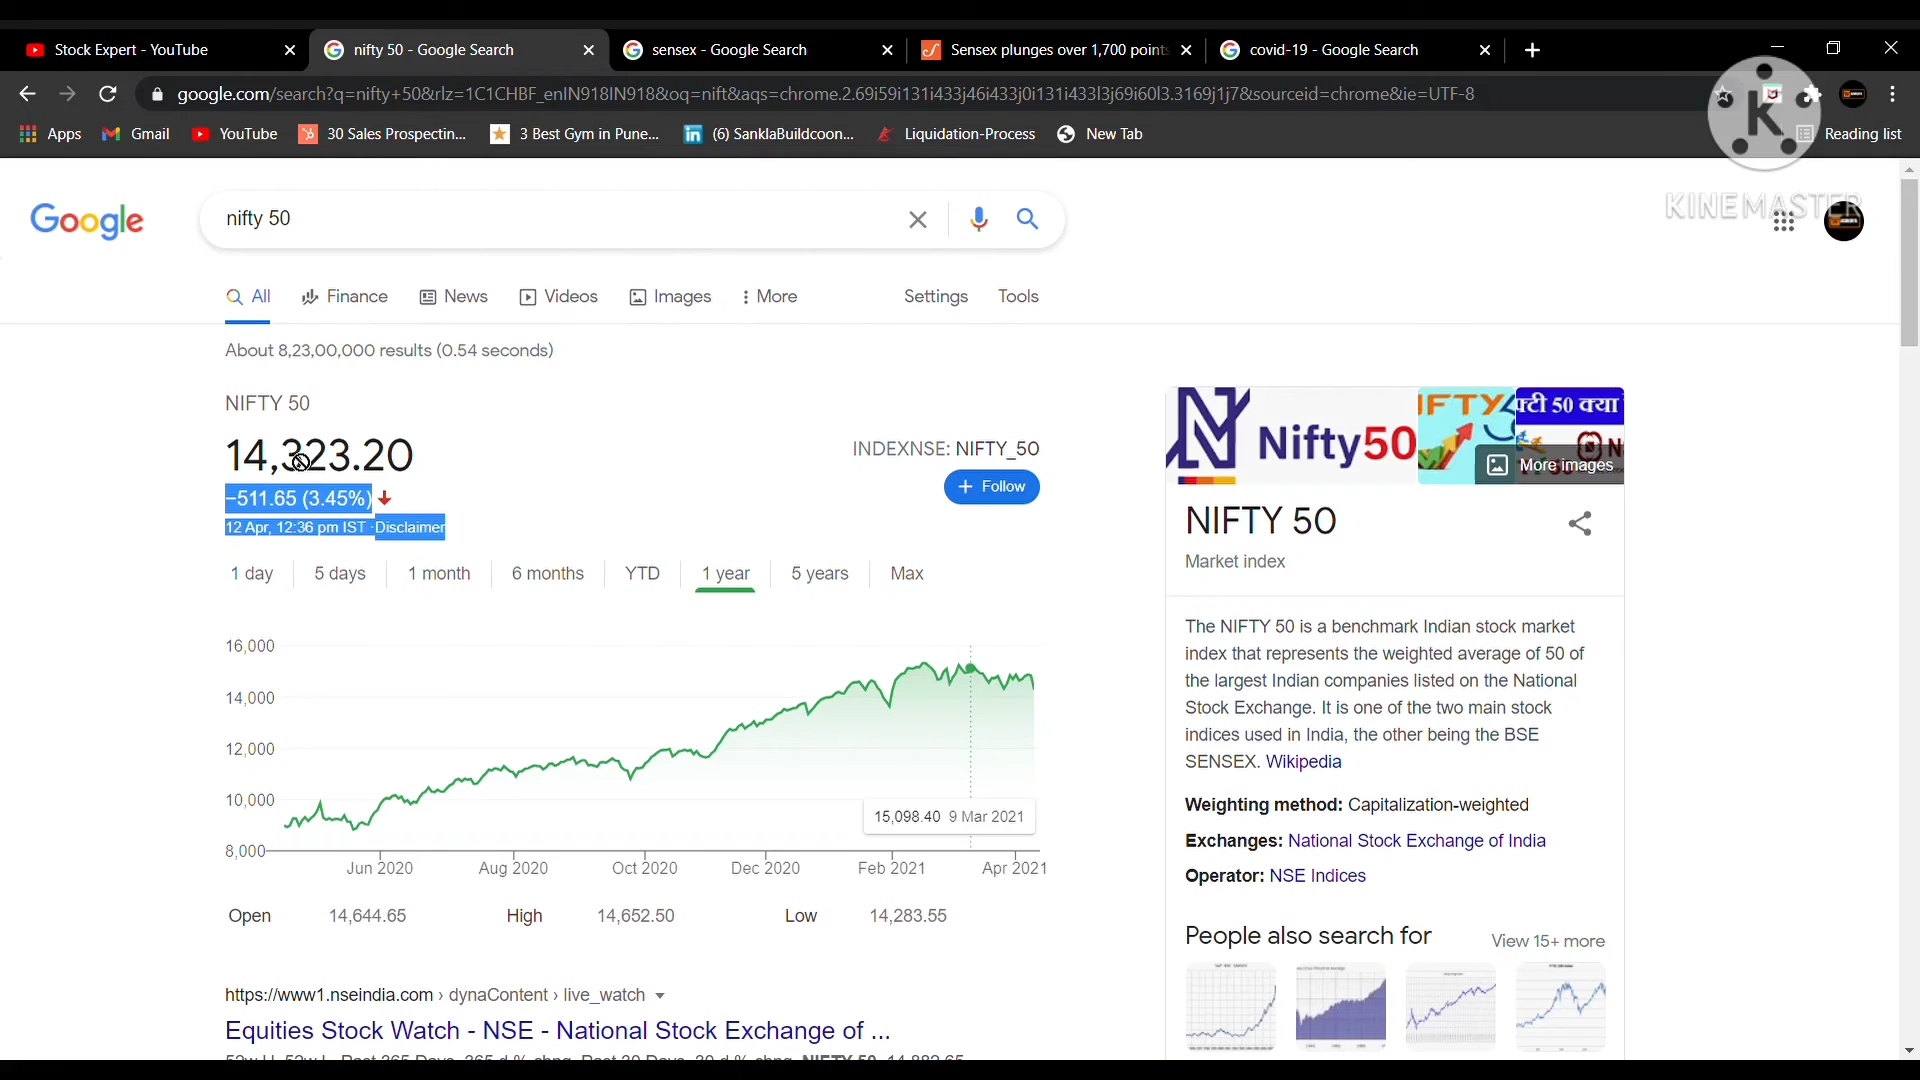 Stock Expert - YouTube
nifty 50 - Google Search
sensex - Google Search
Sensex plunges over 1,700 points
covid-19 - Google Search
google.com/search?q=nifty+50&rlz=1C1CHBF_enIN918IN918&oq=nift&aqs=chrome.2.69i59i131i433j46i433j0i131i433l3j69i60l3.3169j1j7&sourceid=chrome&ie=UTF-8
Apps
Gmail
YouTube
30 Sales Prospectin...
3 Best Gym in Pune...
(6) SanklaBuildcoon...
Liquidation-Process
New Tab
Reading list
K
KINEMASTER
Google
nifty 50
All
Finance
News
Videos
Images
More
Settings
Tools
About 8,23,00,000 results (0.54 seconds)
NIFTY 50
14,323.20
INDEXNSE: NIFTY_50
−511.65 (3.45%)
+ Follow
12 Apr, 12:36 pm IST · Disclaimer
1 day
5 days
1 month
6 months
YTD
1 year
5 years
Max
16,000
14,000
12,000
10,000
8,000
15,098.40 9 Mar 2021
Jun 2020
Aug 2020
Oct 2020
Dec 2020
Feb 2021
Apr 2021
Open 14,644.65
High 14,652.50
Low 14,283.55
https://www1.nseindia.com › dynaContent › live_watch
Equities Stock Watch - NSE - National Stock Exchange of ...
Nifty50
50 क्या
More images
NIFTY 50
Market index
The NIFTY 50 is a benchmark Indian stock market
index that represents the weighted average of 50 of
the largest Indian companies listed on the National
Stock Exchange. It is one of the two main stock
indices used in India, the other being the BSE
SENSEX. Wikipedia
Weighting method: Capitalization-weighted
Exchanges: National Stock Exchange of India
Operator: NSE Indices
People also search for
View 15+ more